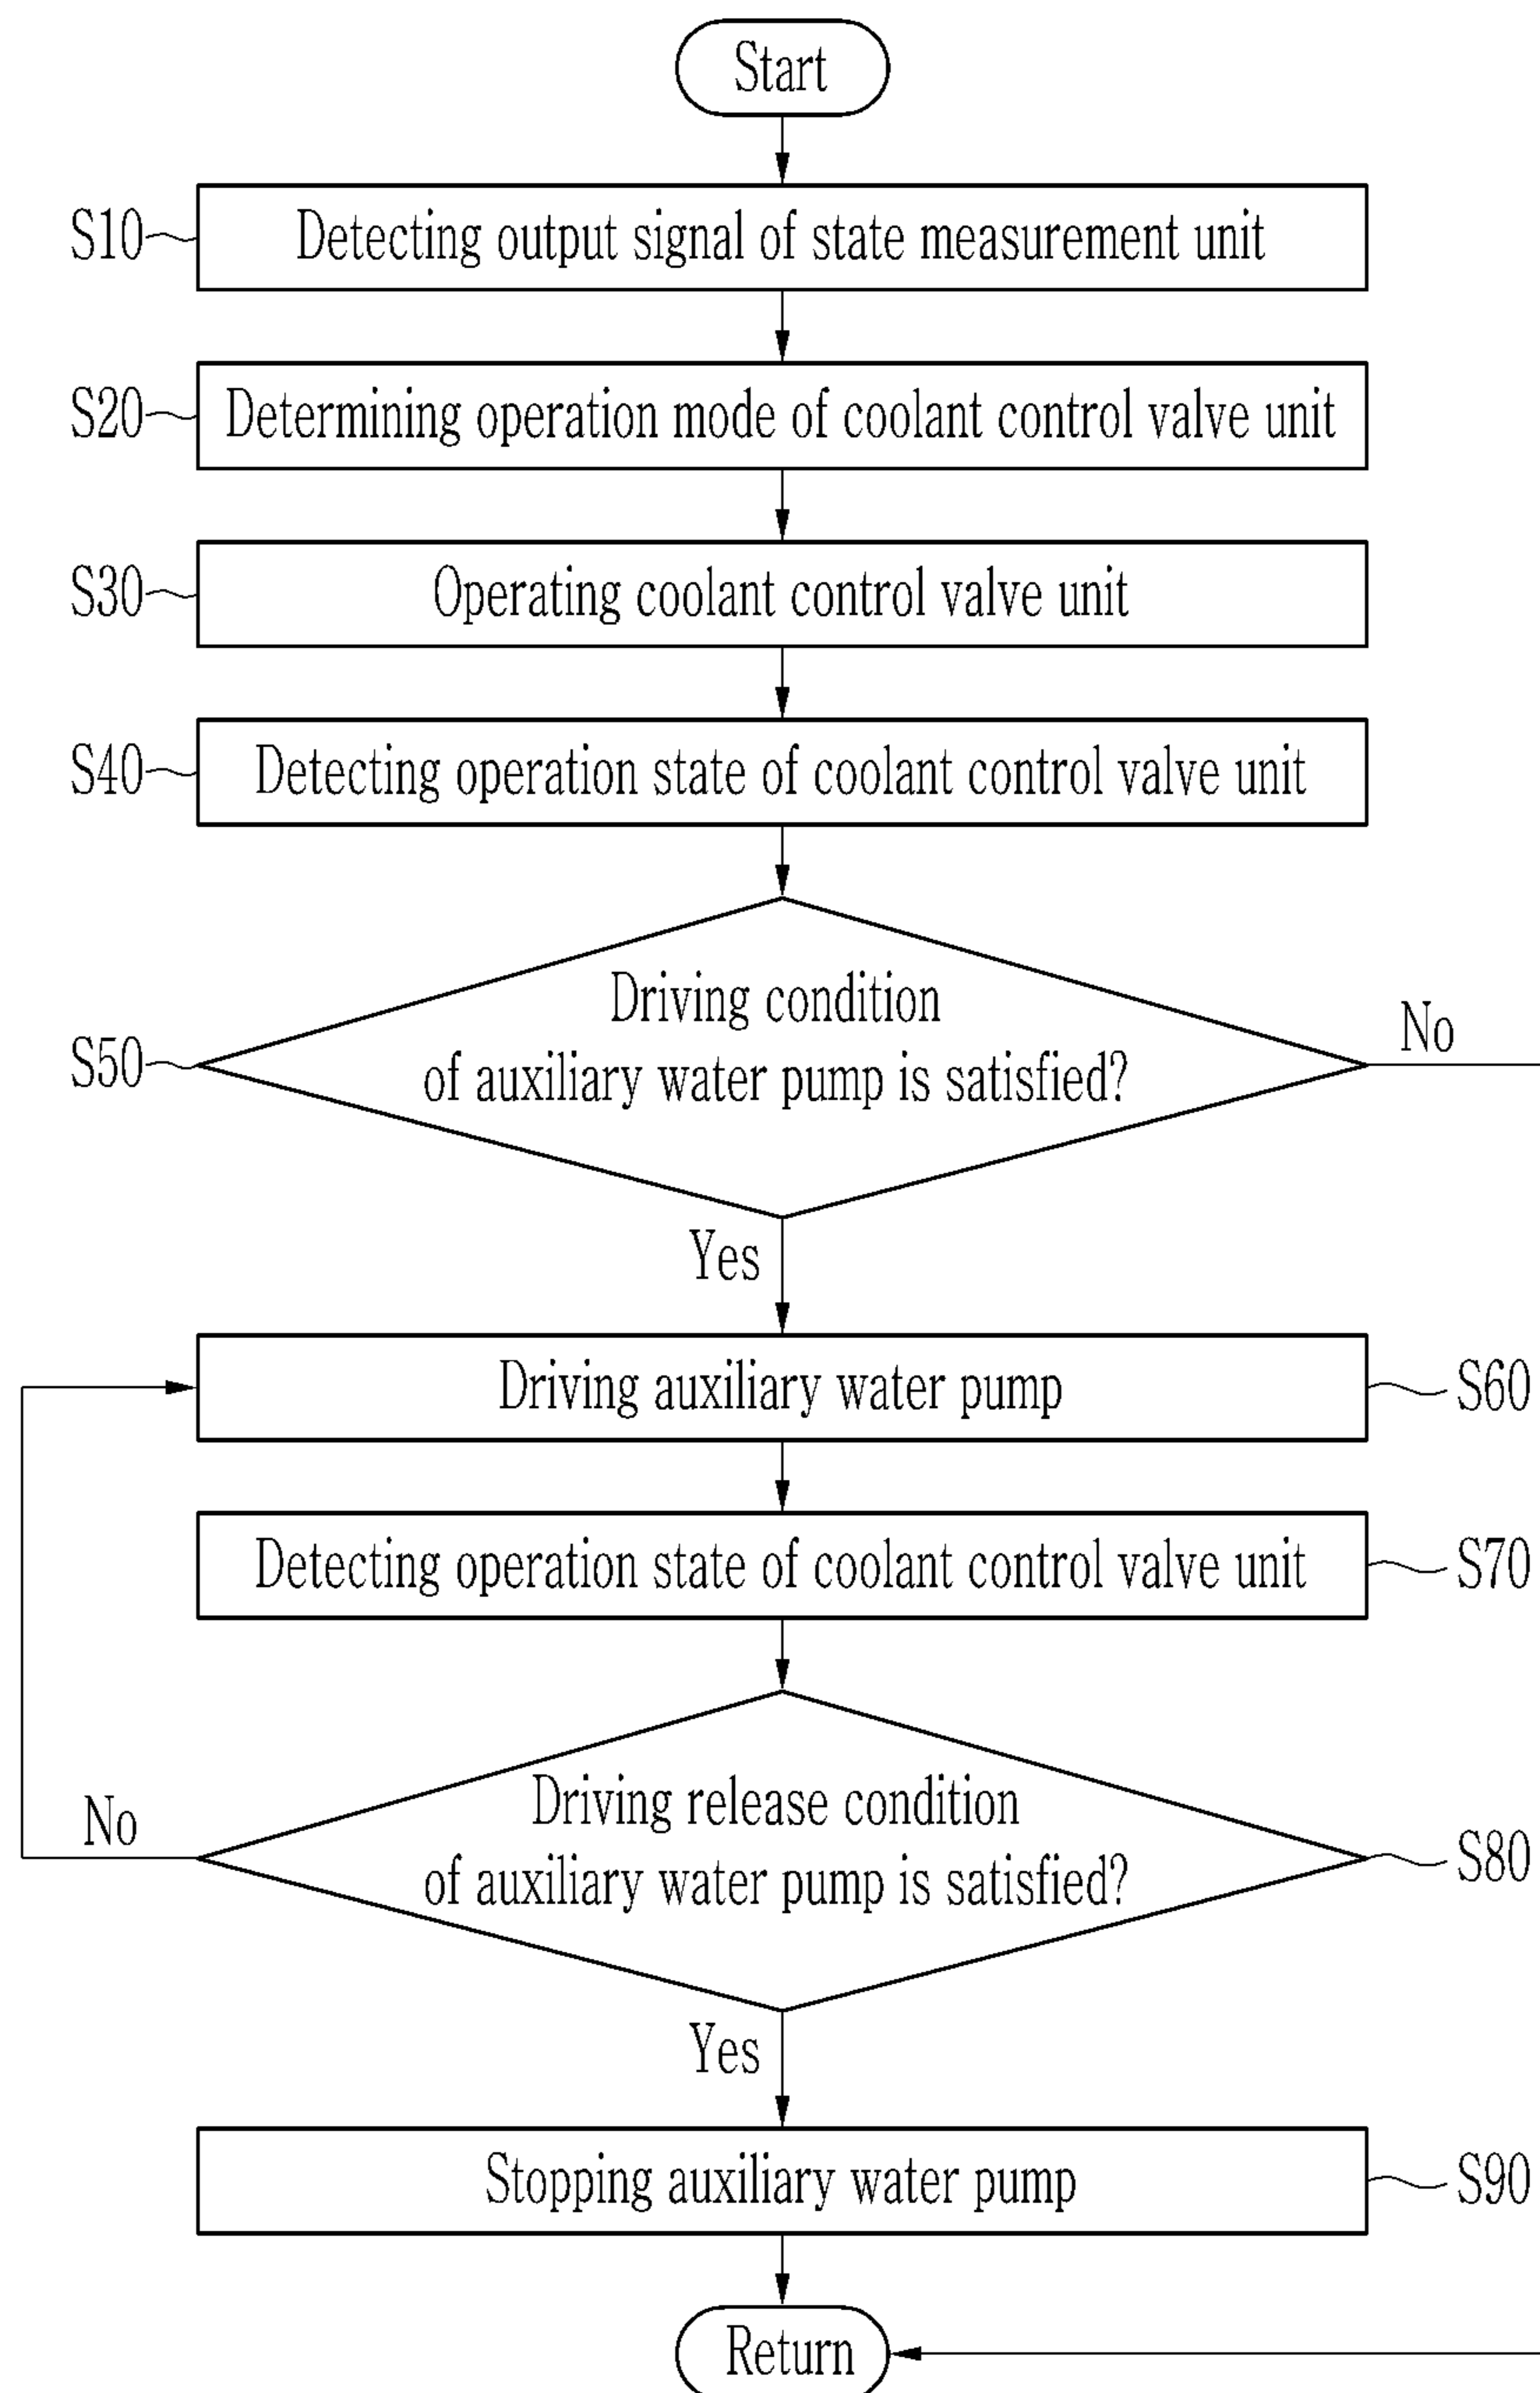 Start
S10
Detecting output signal of state measurement unit
S20
Determining operation mode of coolant control valve unit
S30
Operating coolant control valve unit
S40
Detecting operation state of coolant control valve unit
S50
Driving condition
of auxiliary water pump is satisfied?
No
Yes
Driving auxiliary water pump
S60
Detecting operation state of coolant control valve unit
S70
Driving release condition
of auxiliary water pump is satisfied?
S80
No
Yes
Stopping auxiliary water pump
S90
Return